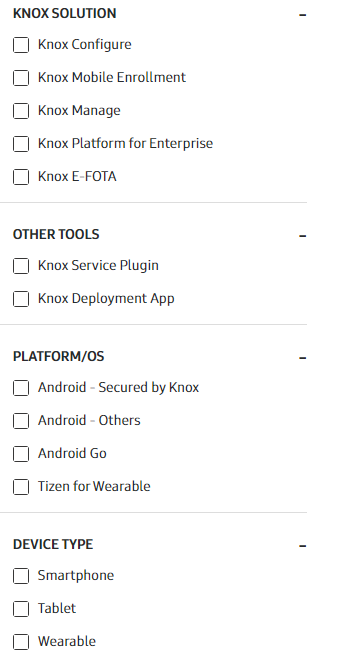 KNOX SOLUTION –
Knox Configure
Knox Mobile Enrollment
Knox Manage
Knox Platform for Enterprise
Knox E-FOTA
OTHER TOOLS –
Knox Service Plugin
Knox Deployment App
PLATFORM/OS –
Android - Secured by Knox
Android - Others
Android Go
Tizen for Wearable
DEVICE TYPE –
Smartphone
Tablet
Wearable